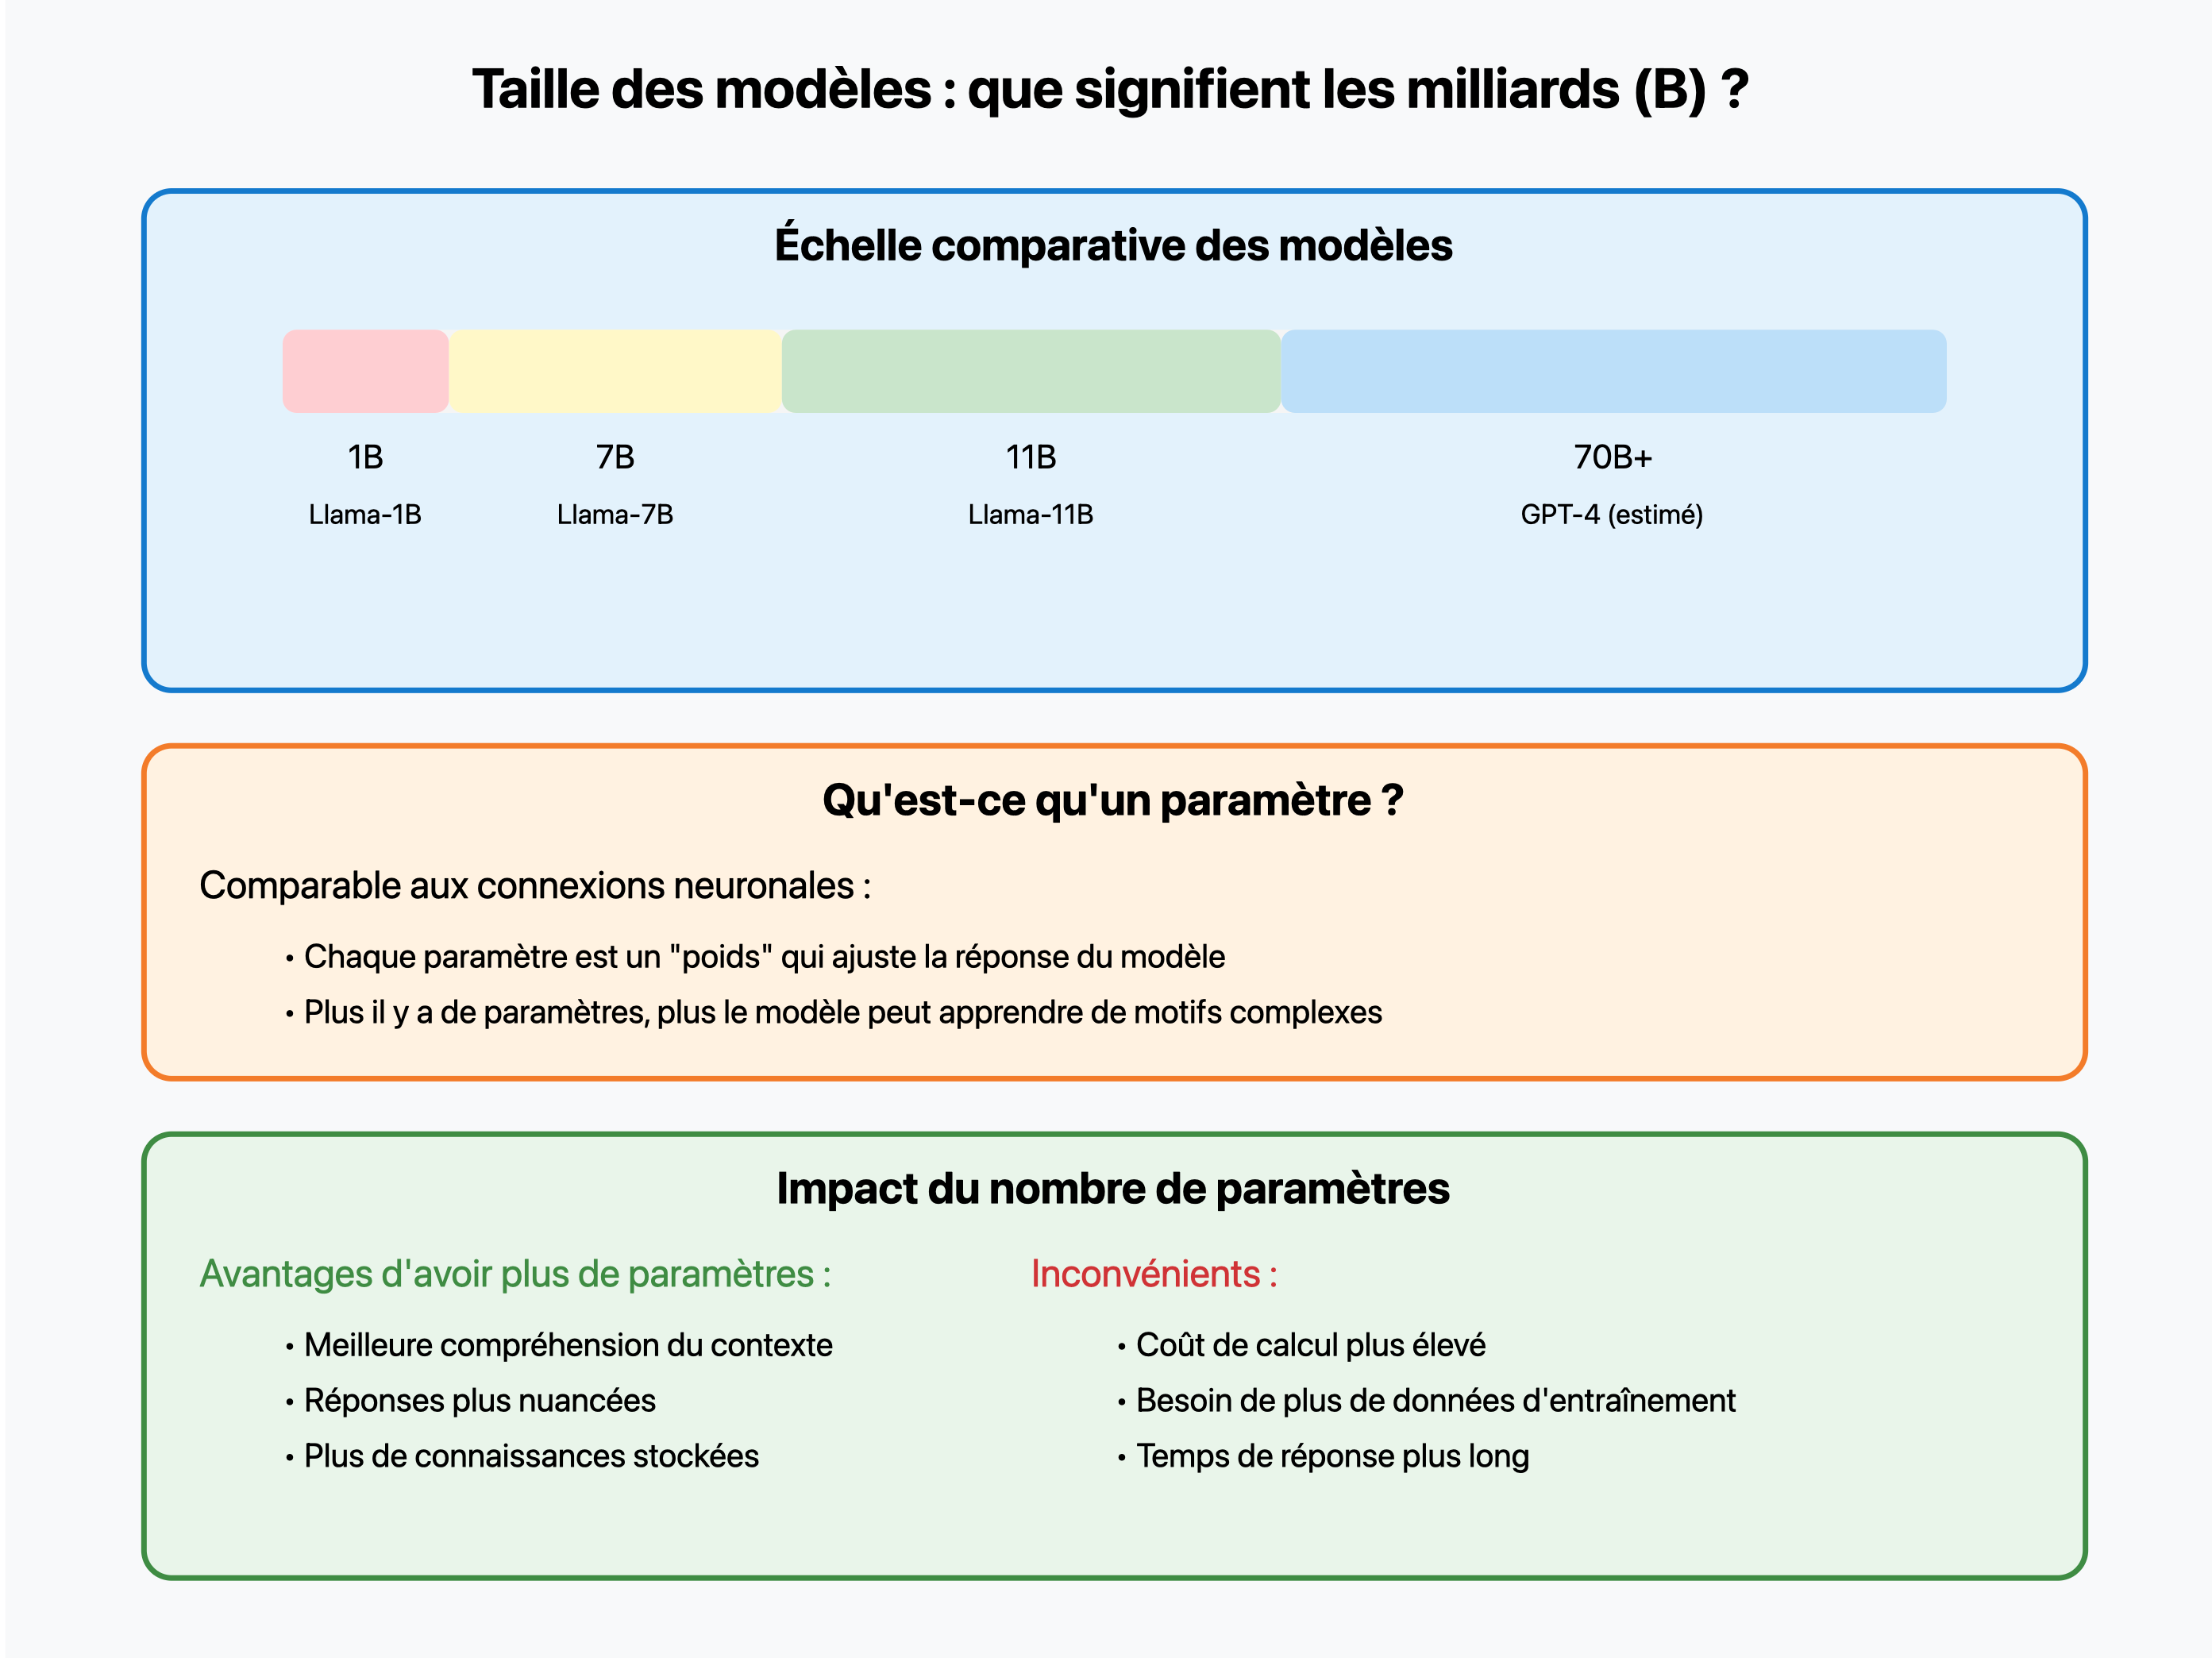 Taille des modèles : que signifient les milliards (B) ?
Échelle comparative des modèles
1B
7B
11B
70B+
Llama-1B
Llama-7B
Llama-11B
GPT-4 (estimé)
Qu'est-ce qu'un paramètre ?
Comparable aux connexions neuronales :
• Chaque paramètre est un "poids" qui ajuste la réponse du modèle
• Plus il y a de paramètres, plus le modèle peut apprendre de motifs complexes
Impact du nombre de paramètres
Avantages d'avoir plus de paramètres :
• Meilleure compréhension du contexte
• Réponses plus nuancées
• Plus de connaissances stockées
Inconvénients :
• Coût de calcul plus élevé
• Besoin de plus de données d'entraînement
• Temps de réponse plus long